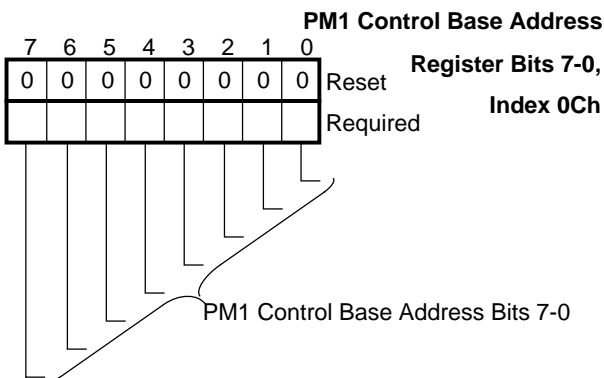 PM1 Control Base Address
Register Bits 7-0,
Index 0Ch
7 6 5 4 3 2 1 0
0 0 0 0 0 0 0 0 Reset
Required
PM1 Control Base Address Bits 7-0